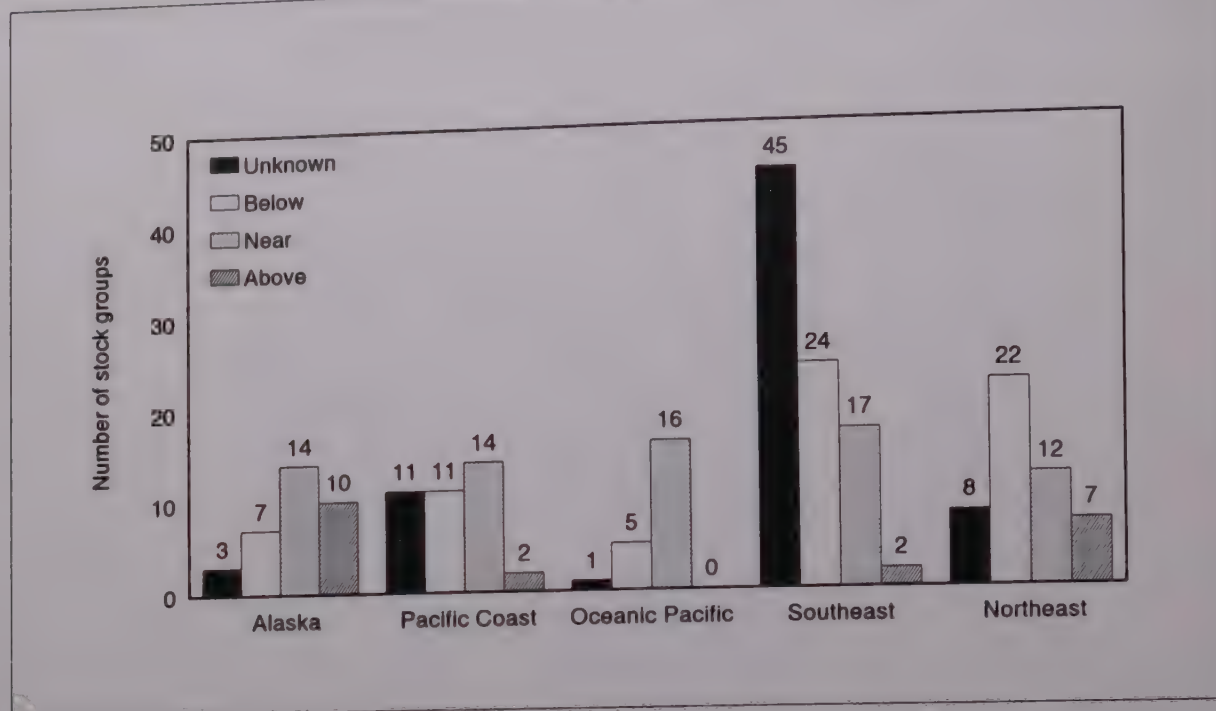 50
40
30
20
10
0
Number of stock groups
Unknown
Below
Near
Above
3
7
14
10
11
11
14
2
1
5
16
0
45
24
17
2
8
22
12
7
Alaska
Pacific Coast
Oceanic Pacific
Southeast
Northeast